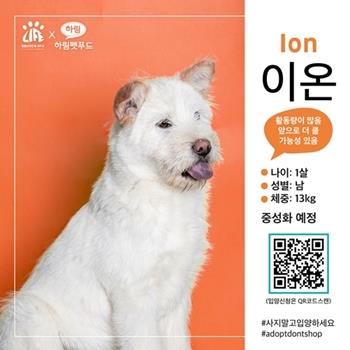 LIFE
×
하림
하림펫푸드
Ion
이온
활동량이 많음
앞으로 더 클
가능성 있음
• 나이: 1살
• 성별: 남
• 체중: 13kg
중성화 예정
(입양신청은 QR코드스캔)
#사지말고입양하세요
#adoptdontshop